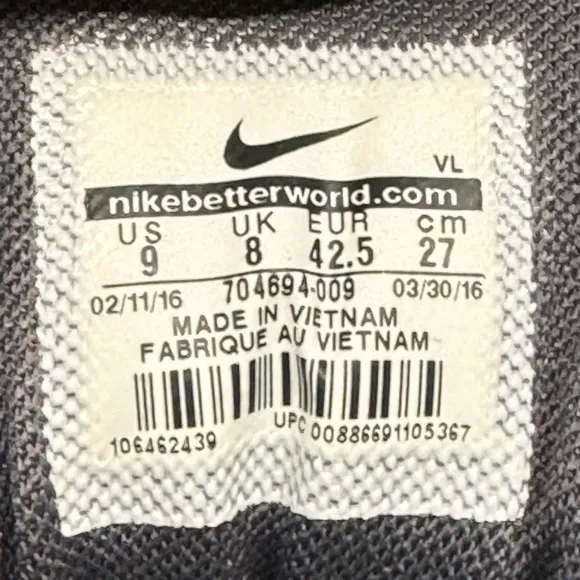 VL
nikebetterworld.com
US UK EUR cm
9 8 42.5 27
02/11/16 704694-009 03/30/16
MADE IN VIETNAM
FABRIQUE AU VIETNAM
106462439 UPC 00886691105367